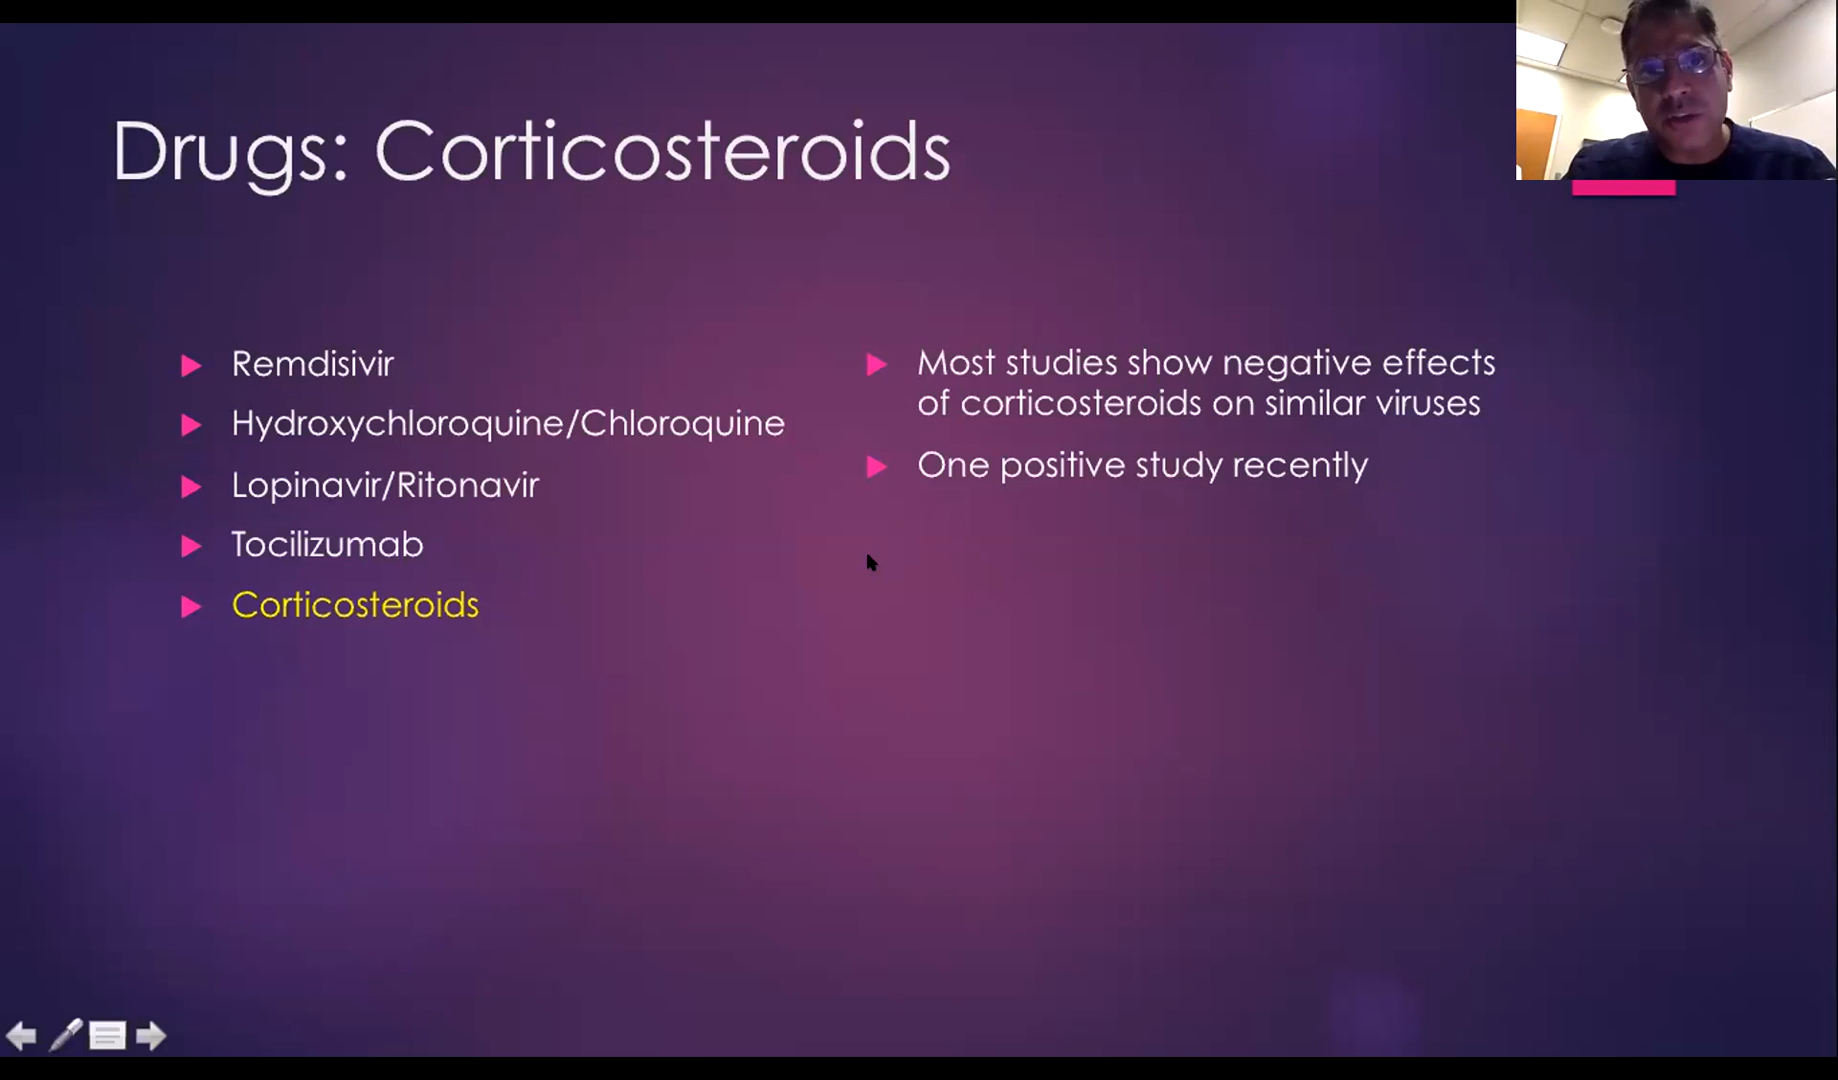 Drugs: Corticosteroids
Remdisivir
Hydroxychloroquine/Chloroquine
Lopinavir/Ritonavir
Tocilizumab
Corticosteroids
Most studies show negative effects
of corticosteroids on similar viruses
One positive study recently